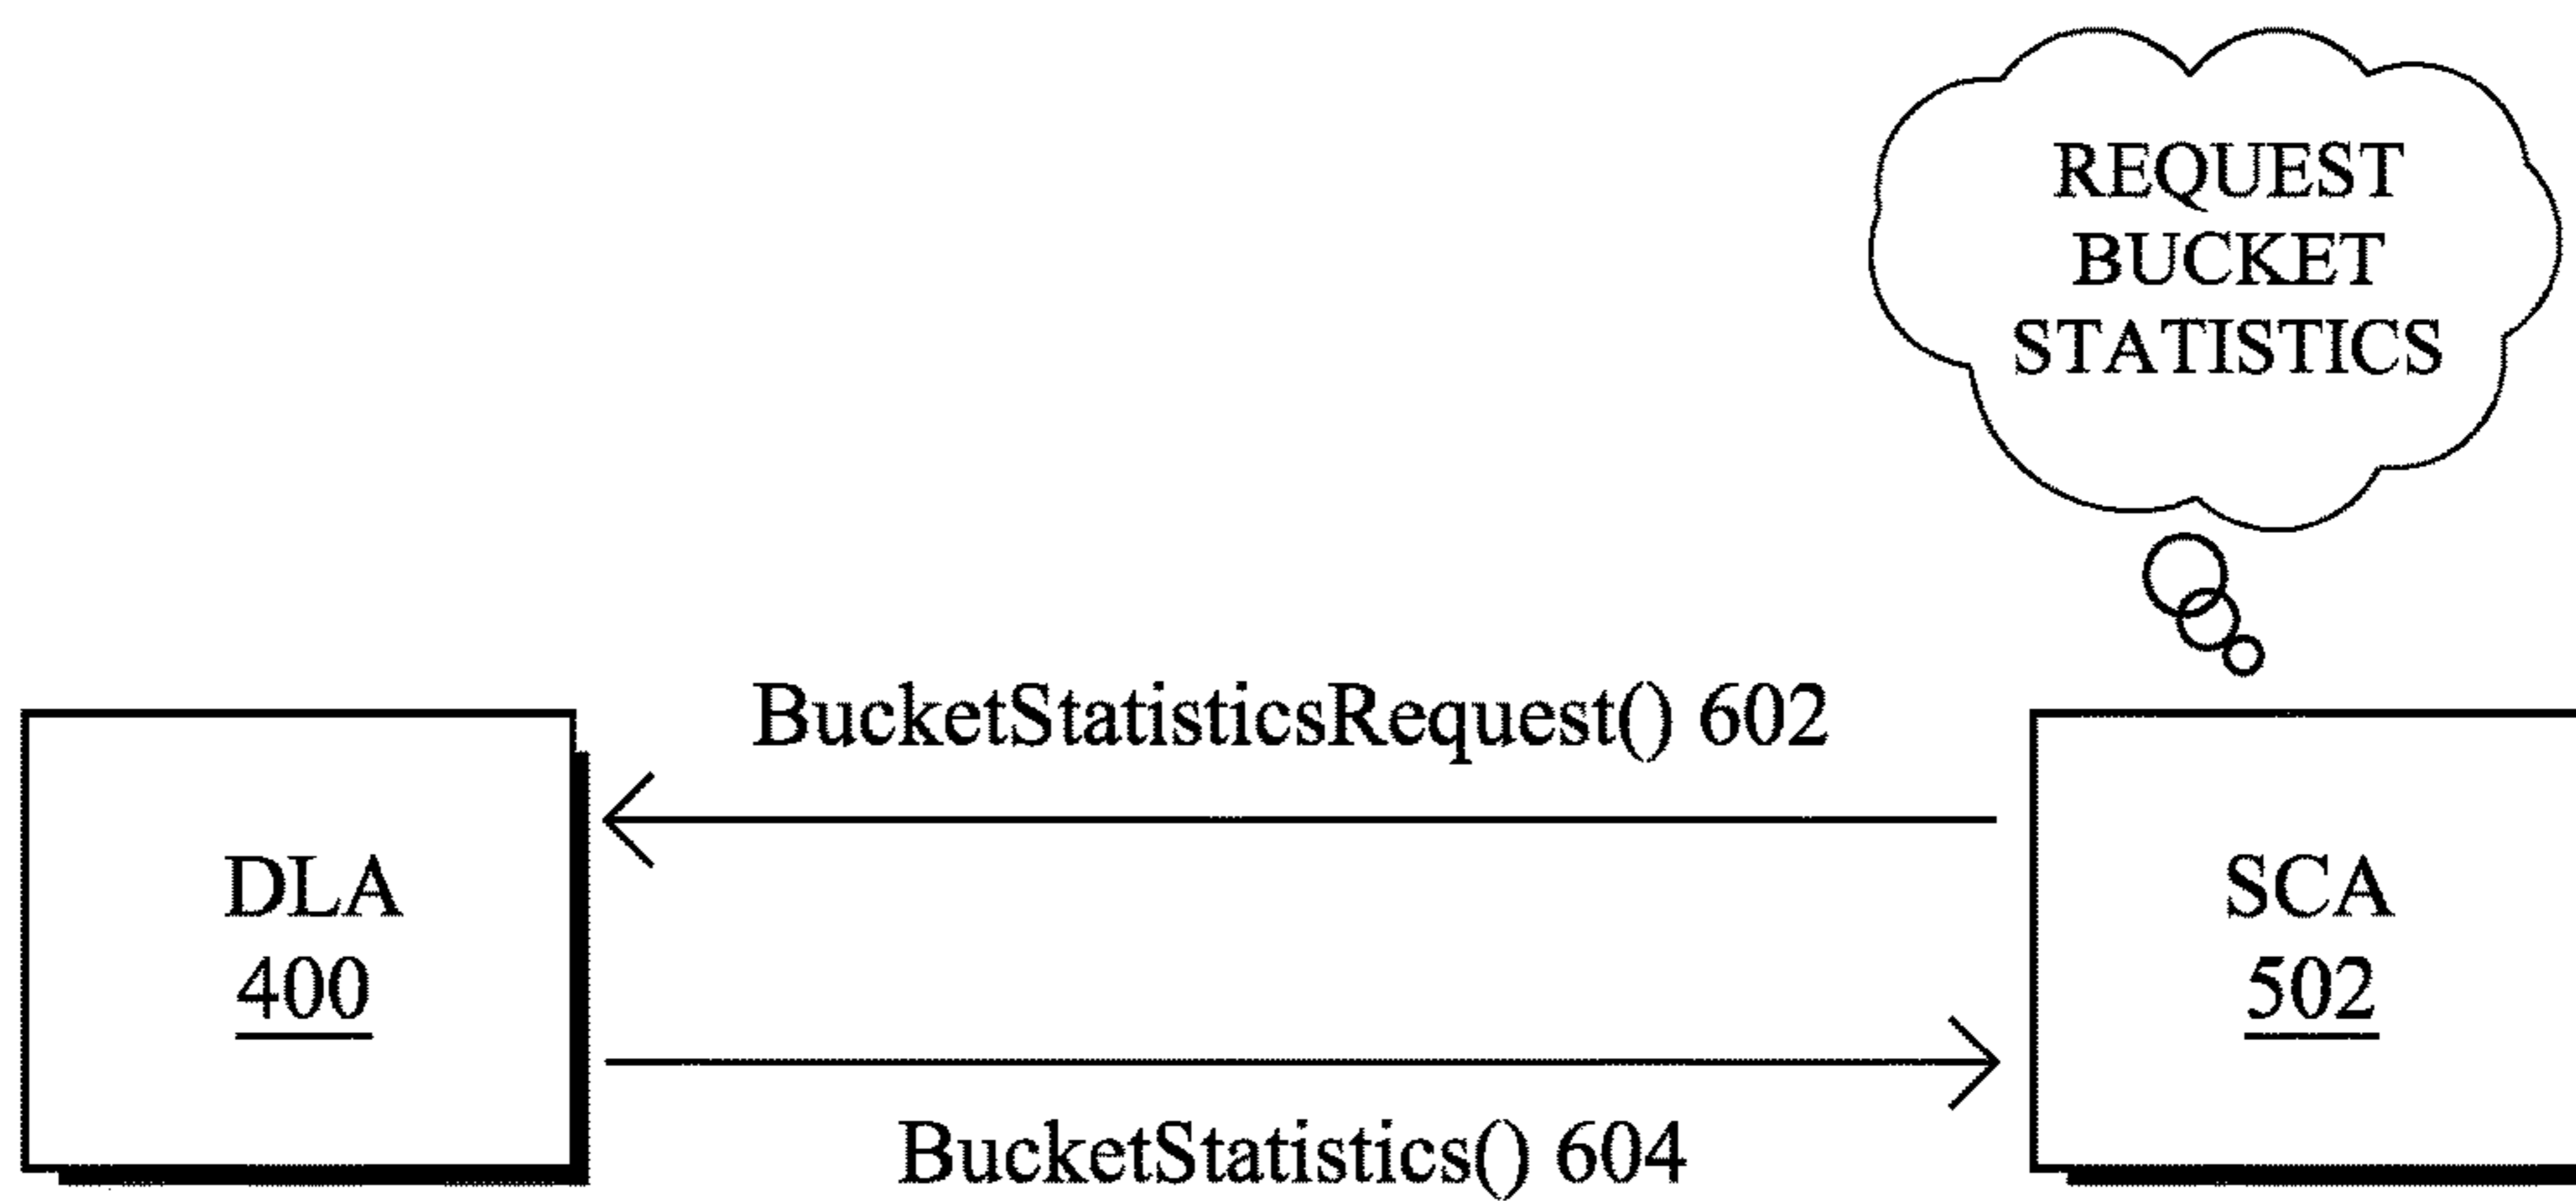 REQUEST
BUCKET
STATISTICS
BucketStatisticsRequest() 602
DLA
400
SCA
502
BucketStatistics() 604